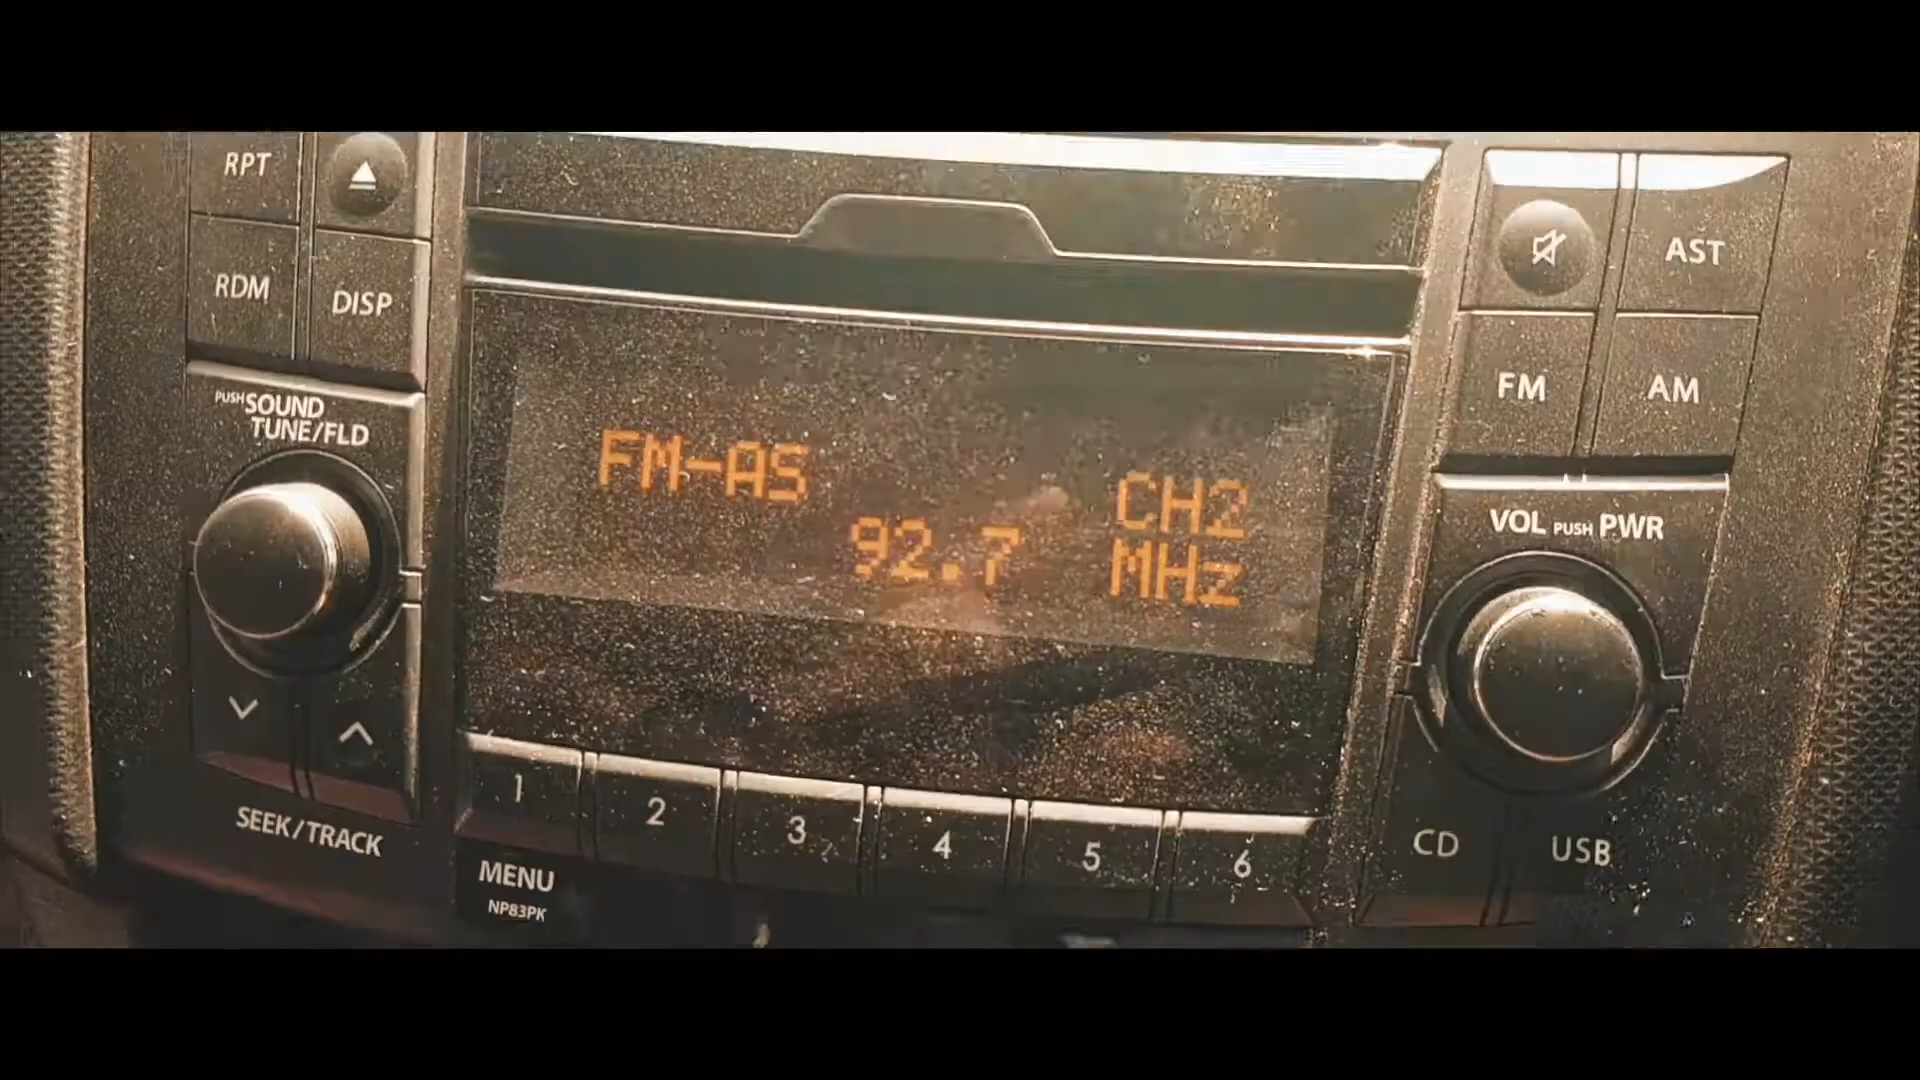 RPT
RDM
DISP
PUSH SOUND
TUNE/FLD
SEEK/TRACK
FM-AS
CH2
92.7 MHz
1 2 3 4 5 6
MENU
NP83PK
AST
FM
AM
VOL PUSH PWR
CD
USB